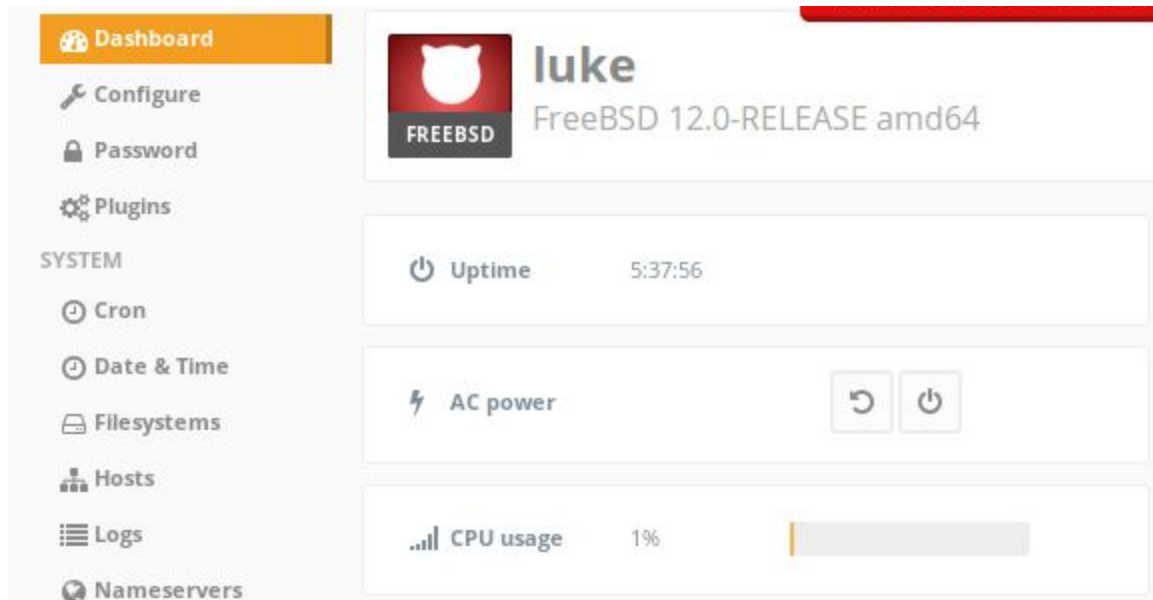 Dashboard
Configure
Password
Plugins
SYSTEM
Cron
Date & Time
Filesystems
Hosts
Logs
Nameservers
luke
FreeBSD 12.0-RELEASE amd64
FREEBSD
Uptime 5:37:56
AC power
CPU usage 1%